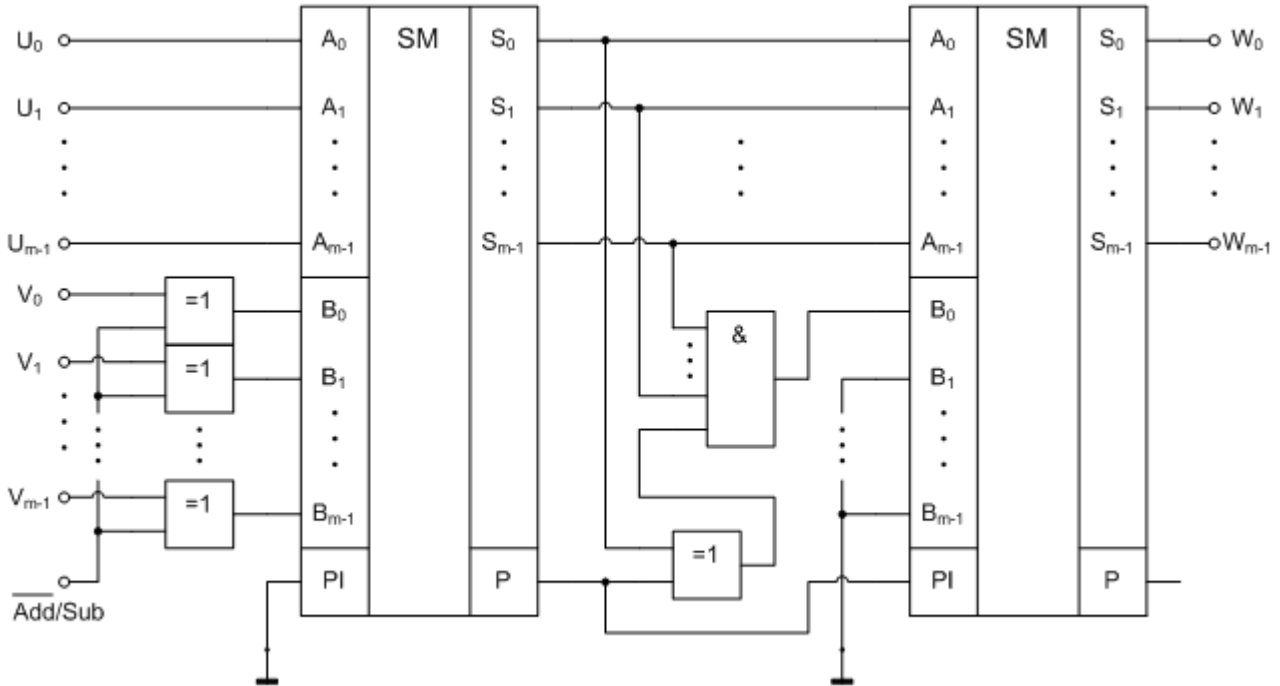 U₀ A₀ SM S₀ A₀ SM S₀ W₀
U₁ A₁ S₁ A₁ S₁ W₁
Uₘ₋₁ Aₘ₋₁ Sₘ₋₁ Aₘ₋₁ Sₘ₋₁ Wₘ₋₁
V₀ =1 B₀ & B₀
V₁ =1 B₁ B₁
Vₘ₋₁ =1 Bₘ₋₁ Bₘ₋₁
=1
PI P PI P
A̅d̅d̅/Sub